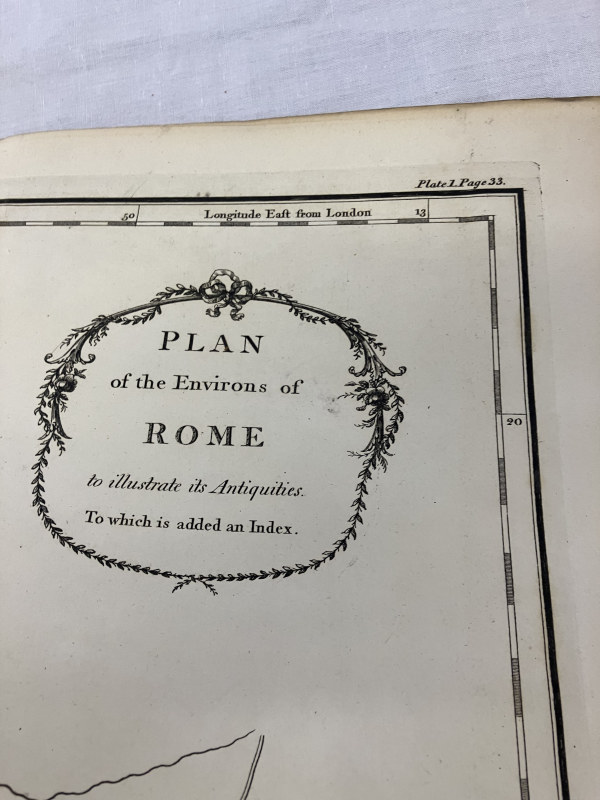 Plate 1. Page 33.
50 Longitude East from London 13
PLAN
of the Environs of
ROME
to illustrate its Antiquities.
To which is added an Index.
20